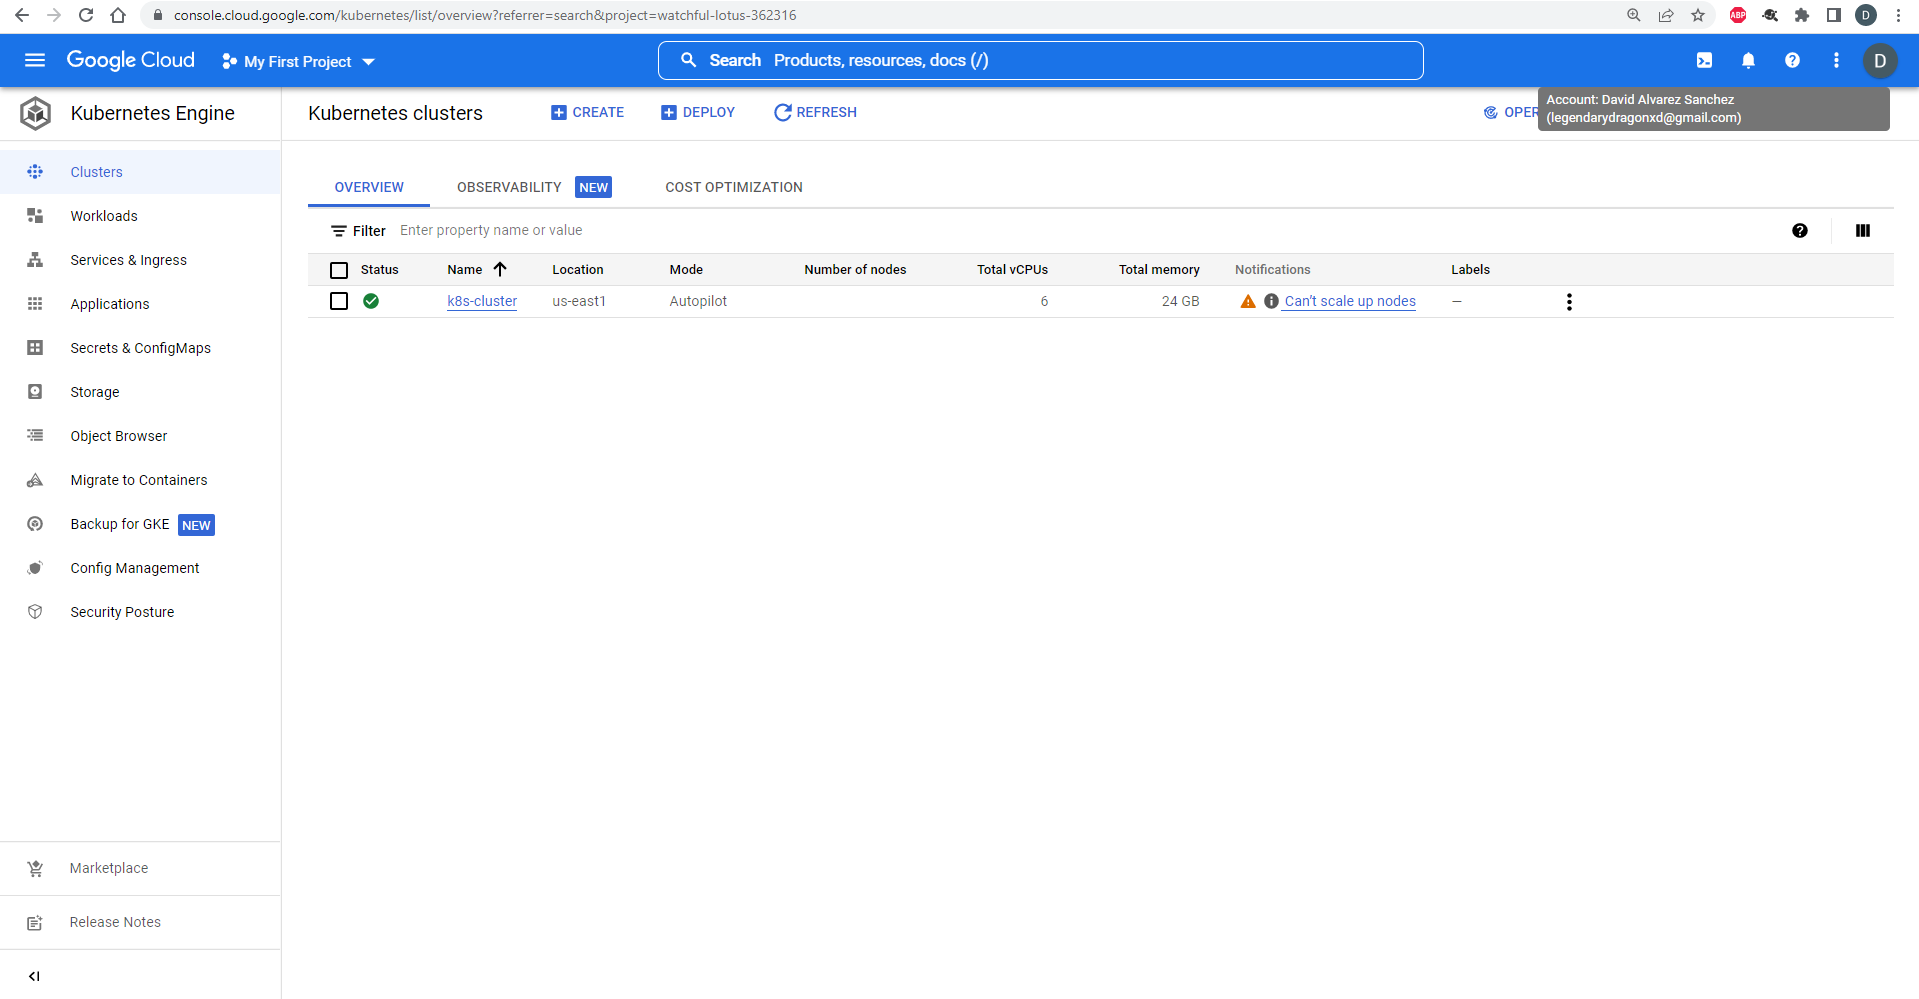 console.cloud.google.com/kubernetes/list/overview?referrer=search&project=watchful-lotus-362316
ABP
D
Google Cloud
My First Project
Search Products, resources, docs (/)
D
Kubernetes Engine
Kubernetes clusters
CREATE
DEPLOY
REFRESH
OPER
Account: David Alvarez Sanchez
(legendarydragonxd@gmail.com)
Clusters
Workloads
Services & Ingress
Applications
Secrets & ConfigMaps
Storage
Object Browser
Migrate to Containers
Backup for GKE NEW
Config Management
Security Posture
Marketplace
Release Notes
OVERVIEW OBSERVABILITY NEW COST OPTIMIZATION
Filter Enter property name or value
Status Name Location Mode Number of nodes Total vCPUs Total memory Notifications Labels
k8s-cluster us-east1 Autopilot 6 24 GB Can't scale up nodes —